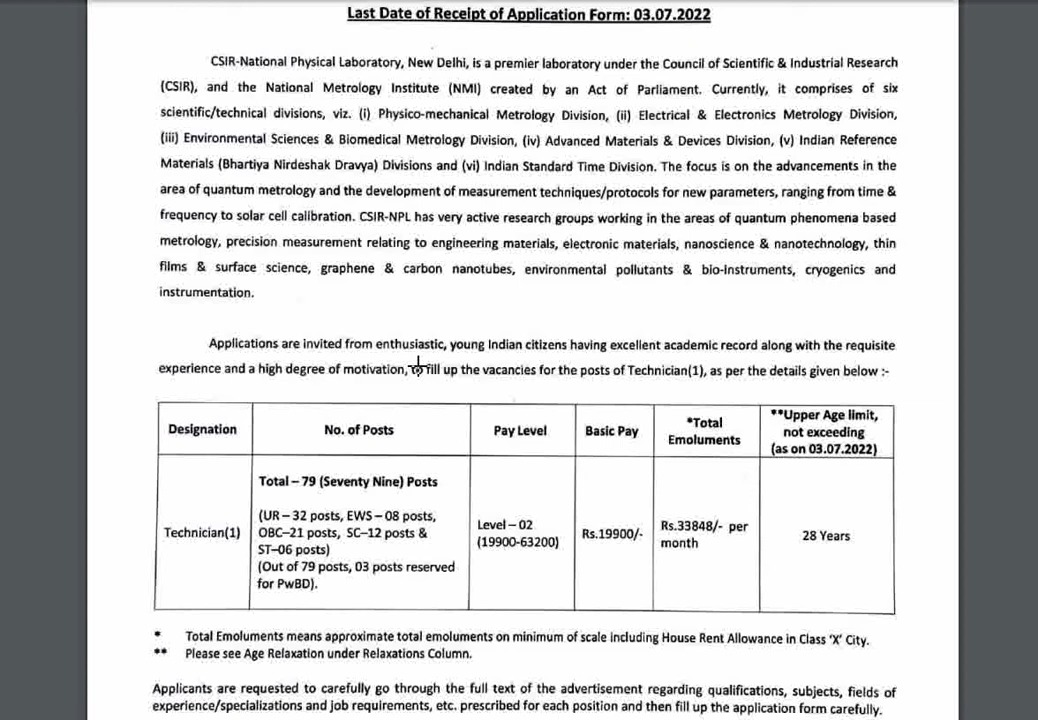 Last Date of Receipt of Application Form: 03.07.2022
CSIR-National Physical Laboratory, New Delhi, is a premier laboratory under the Council of Scientific & Industrial Research
(CSIR), and the National Metrology Institute (NMI) created by an Act of Parliament. Currently, it comprises of six
scientific/technical divisions, viz. (i) Physico-mechanical Metrology Division, (ii) Electrical & Electronics Metrology Division,
(iii) Environmental Sciences & Biomedical Metrology Division, (iv) Advanced Materials & Devices Division, (v) Indian Reference
Materials (Bhartiya Nirdeshak Dravya) Divisions and (vi) Indian Standard Time Division. The focus is on the advancements in the
area of quantum metrology and the development of measurement techniques/protocols for new parameters, ranging from time &
frequency to solar cell calibration. CSIR-NPL has very active research groups working in the areas of quantum phenomena based
metrology, precision measurement relating to engineering materials, electronic materials, nanoscience & nanotechnology, thin
films & surface science, graphene & carbon nanotubes, environmental pollutants & bio-instruments, cryogenics and
instrumentation.
Applications are invited from enthusiastic, young Indian citizens having excellent academic record along with the requisite
experience and a high degree of motivation, to fill up the vacancies for the posts of Technician(1), as per the details given below :-
Designation
No. of Posts
Pay Level
Basic Pay
*Total
Emoluments
**Upper Age limit,
not exceeding
(as on 03.07.2022)
Technician(1)
Total – 79 (Seventy Nine) Posts
(UR – 32 posts, EWS – 08 posts,
OBC–21 posts, SC–12 posts &
ST–06 posts)
(Out of 79 posts, 03 posts reserved
for PwBD).
Level – 02
(19900-63200)
Rs.19900/-
Rs.33848/- per
month
28 Years
* Total Emoluments means approximate total emoluments on minimum of scale including House Rent Allowance in Class 'X' City.
** Please see Age Relaxation under Relaxations Column.
Applicants are requested to carefully go through the full text of the advertisement regarding qualifications, subjects, fields of
experience/specializations and job requirements, etc. prescribed for each position and then fill up the application form carefully.